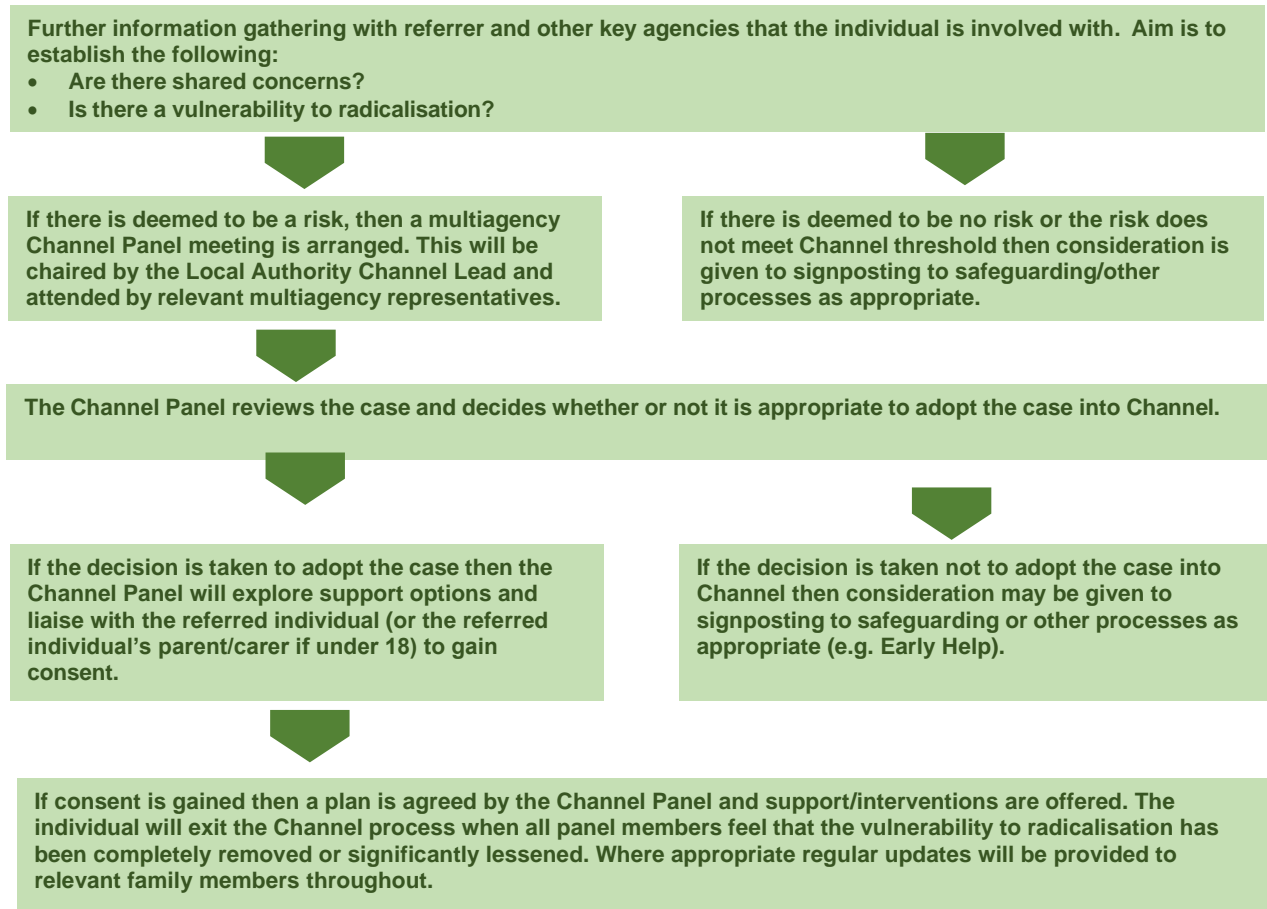 Further information gathering with referrer and other key agencies that the individual is involved with.  Aim is to
establish the following:
• Are there shared concerns?
• Is there a vulnerability to radicalisation?
If there is deemed to be a risk, then a multiagency
Channel Panel meeting is arranged. This will be
chaired by the Local Authority Channel Lead and
attended by relevant multiagency representatives.
If there is deemed to be no risk or the risk does
not meet Channel threshold then consideration is
given to signposting to safeguarding/other
processes as appropriate.
The Channel Panel reviews the case and decides whether or not it is appropriate to adopt the case into Channel.
If the decision is taken to adopt the case then the
Channel Panel will explore support options and
liaise with the referred individual (or the referred
individual's parent/carer if under 18) to gain
consent.
If the decision is taken not to adopt the case into
Channel then consideration may be given to
signposting to safeguarding or other processes as
appropriate (e.g. Early Help).
If consent is gained then a plan is agreed by the Channel Panel and support/interventions are offered. The
individual will exit the Channel process when all panel members feel that the vulnerability to radicalisation has
been completely removed or significantly lessened. Where appropriate regular updates will be provided to
relevant family members throughout.